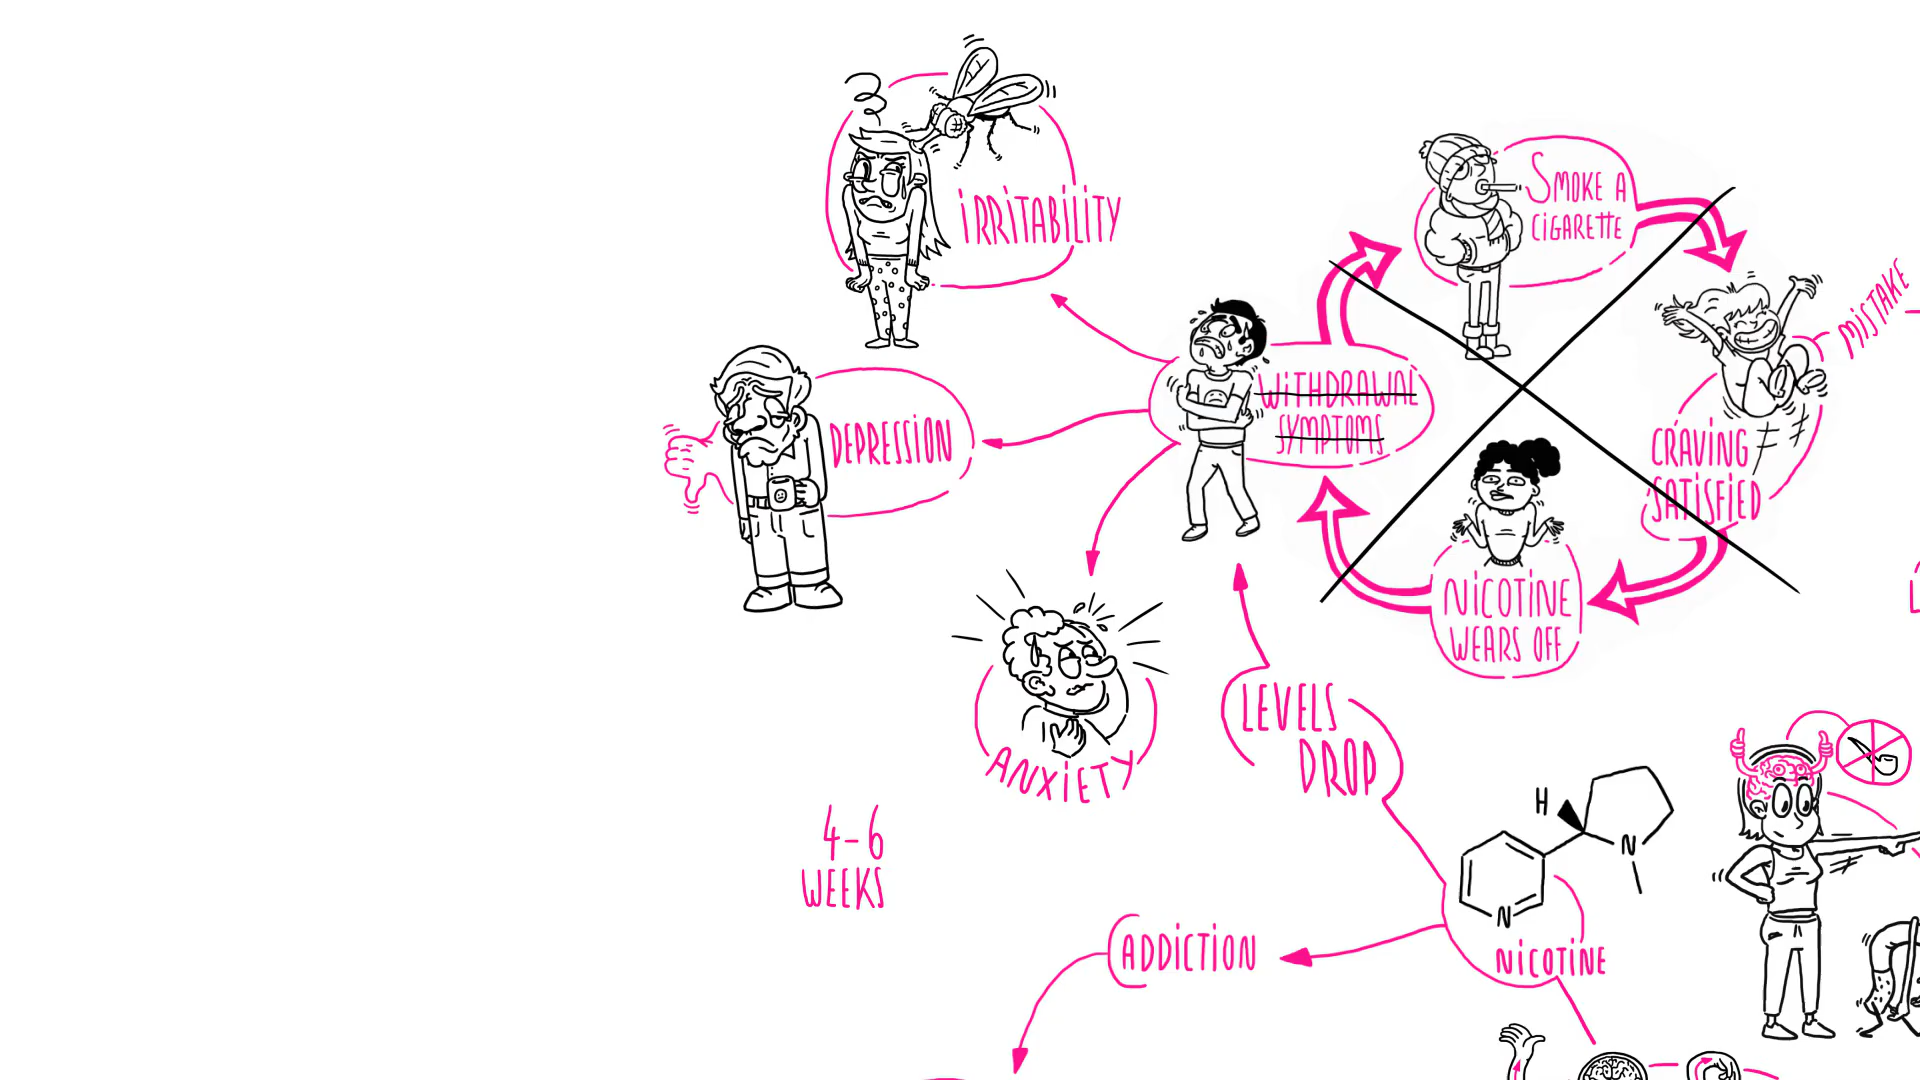 IRRITABILITY
SMOKE A
CIGARETTE
MISTAKE
WITHDRAWAL
SYMPTOMS
DEPRESSION
CRAVING
SATISFIED
NICOTINE
WEARS OFF
LEVELS
DROP
ANXIETY
4-6
WEEKS
H
N
N
NICOTINE
ADDICTION